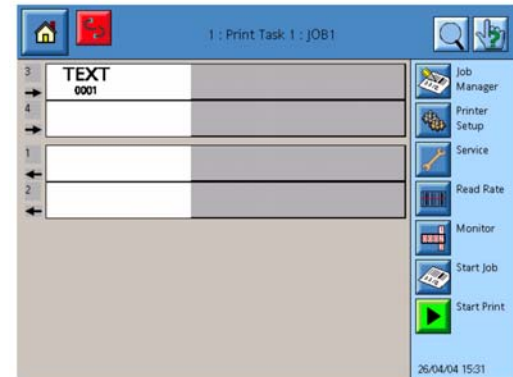 1 : Print Task 1 : JOB1
3
TEXT
0001
4
1
2
Job
Manager
Printer
Setup
Service
Read Rate
Monitor
Start Job
Start Print
26/04/04 15:31